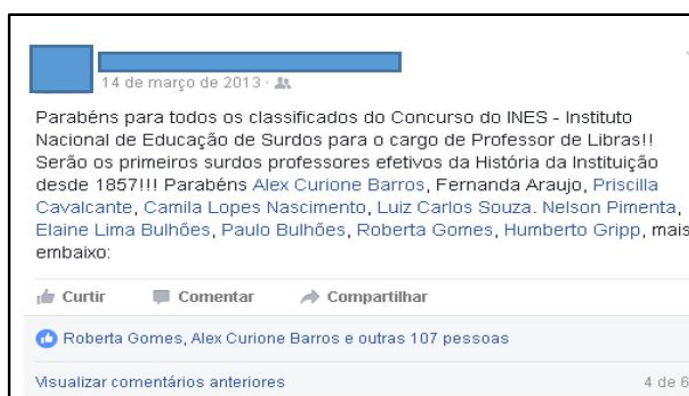 14 de março de 2013 ·
Parabéns para todos os classificados do Concurso do INES - Instituto
Nacional de Educação de Surdos para o cargo de Professor de Libras!!
Serão os primeiros surdos professores efetivos da História da Instituição
desde 1857!!! Parabéns Alex Curione Barros, Fernanda Araujo, Priscilla
Cavalcante, Camila Lopes Nascimento, Luiz Carlos Souza. Nelson Pimenta,
Elaine Lima Bulhões, Paulo Bulhões, Roberta Gomes, Humberto Gripp, mais
embaixo:
Curtir Comentar Compartilhar
Roberta Gomes, Alex Curione Barros e outras 107 pessoas
Visualizar comentários anteriores 4 de 6